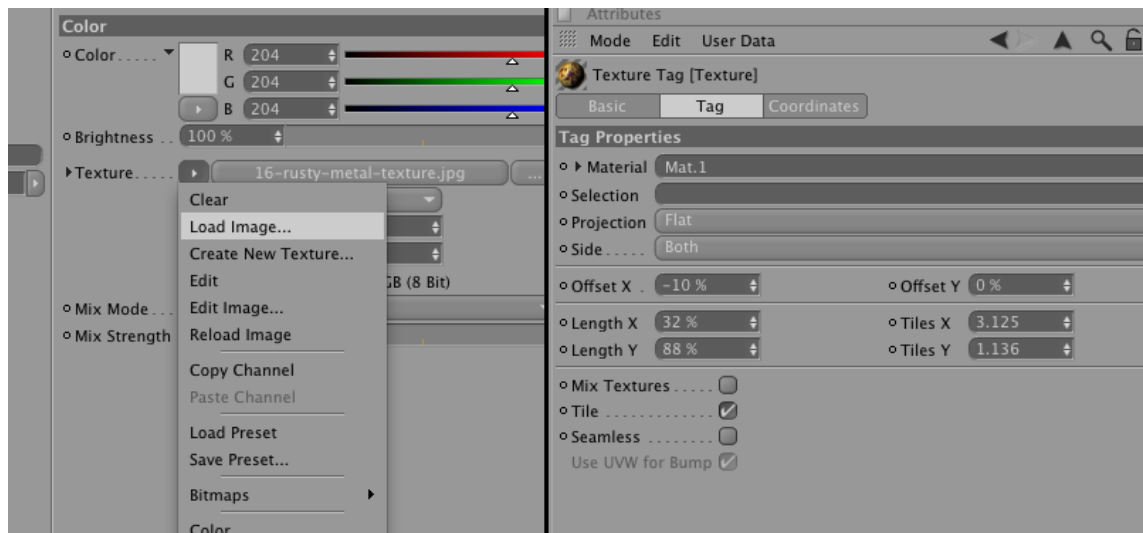 Color
Color.....
R 204
G 204
B 204
Brightness .. 100 %
Texture..... 16-rusty-metal-texture.jpg ...
Clear
Load Image...
Create New Texture...
Edit
GB (8 Bit)
Mix Mode...
Edit Image...
Mix Strength
Reload Image
Copy Channel
Paste Channel
Load Preset
Save Preset...
Bitmaps
Color
Attributes
Mode Edit User Data
Texture Tag [Texture]
Basic Tag Coordinates
Tag Properties
Material Mat.1
Selection
Projection Flat
Side..... Both
Offset X . -10 % Offset Y 0 %
Length X 32 % Tiles X 3.125
Length Y 88 % Tiles Y 1.136
Mix Textures.....
Tile.............
Seamless ........
Use UVW for Bump